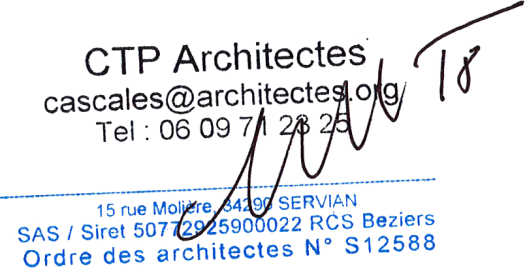 CTP Architectes
cascales@architectes.org
Tel : 06 09 71 23 25
15 rue Molière, 34290 SERVIAN
SAS / Siret 50772925900022 RCS Beziers
Ordre des architectes N° S12588